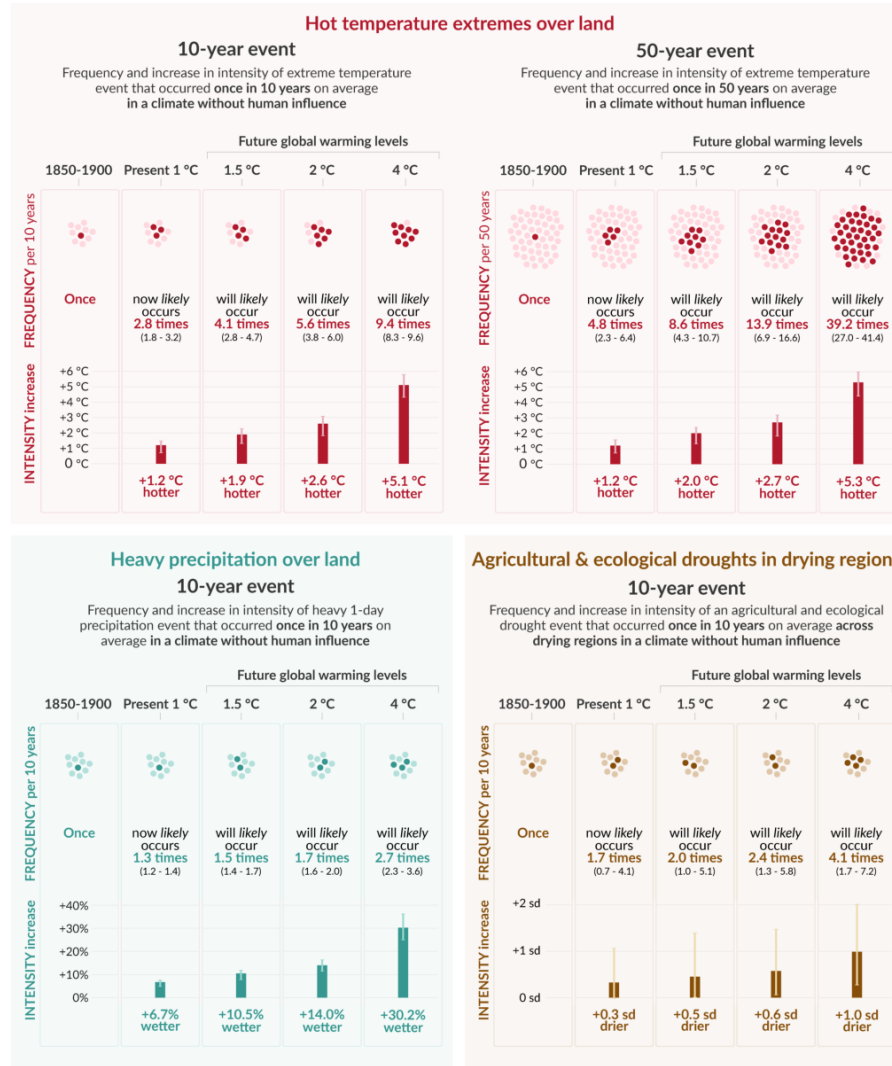 Hot temperature extremes over land
10-year event
Frequency and increase in intensity of extreme temperature
event that occurred once in 10 years on average
in a climate without human influence
Future global warming levels
1850-1900 Present 1 °C 1.5 °C 2 °C 4 °C
FREQUENCY per 10 years
Once
now likely
occurs
2.8 times
(1.8 - 3.2)
will likely
occur
4.1 times
(2.8 - 4.7)
will likely
occur
5.6 times
(3.8 - 6.0)
will likely
occur
9.4 times
(8.3 - 9.6)
INTENSITY increase
+6 °C
+5 °C
+4 °C
+3 °C
+2 °C
+1 °C
0 °C
+1.2 °C
hotter
+1.9 °C
hotter
+2.6 °C
hotter
+5.1 °C
hotter
50-year event
Frequency and increase in intensity of extreme temperature
event that occurred once in 50 years on average
in a climate without human influence
Future global warming levels
1850-1900 Present 1 °C 1.5 °C 2 °C 4 °C
FREQUENCY per 50 years
Once
now likely
occurs
4.8 times
(2.3 - 6.4)
will likely
occur
8.6 times
(4.3 - 10.7)
will likely
occur
13.9 times
(6.9 - 16.6)
will likely
occur
39.2 times
(27.0 - 41.4)
INTENSITY increase
+6 °C
+5 °C
+4 °C
+3 °C
+2 °C
+1 °C
0 °C
+1.2 °C
hotter
+2.0 °C
hotter
+2.7 °C
hotter
+5.3 °C
hotter
Heavy precipitation over land
10-year event
Frequency and increase in intensity of heavy 1-day
precipitation event that occurred once in 10 years on
average in a climate without human influence
Future global warming levels
1850-1900 Present 1 °C 1.5 °C 2 °C 4 °C
FREQUENCY per 10 years
Once
now likely
occurs
1.3 times
(1.2 - 1.4)
will likely
occur
1.5 times
(1.4 - 1.7)
will likely
occur
1.7 times
(1.6 - 2.0)
will likely
occur
2.7 times
(2.3 - 3.6)
INTENSITY increase
+40%
+30%
+20%
+10%
0%
+6.7%
wetter
+10.5%
wetter
+14.0%
wetter
+30.2%
wetter
Agricultural & ecological droughts in drying region
10-year event
Frequency and increase in intensity of an agricultural and ecological
drought event that occurred once in 10 years on average across
drying regions in a climate without human influence
Future global warming levels
1850-1900 Present 1 °C 1.5 °C 2 °C 4 °C
FREQUENCY per 10 years
Once
now likely
occurs
1.7 times
(0.7 - 4.1)
will likely
occur
2.0 times
(1.0 - 5.1)
will likely
occur
2.4 times
(1.3 - 5.8)
will likely
occur
4.1 times
(1.7 - 7.2)
INTENSITY increase
+2 sd
+1 sd
0 sd
+0.3 sd
drier
+0.5 sd
drier
+0.6 sd
drier
+1.0 sd
drier